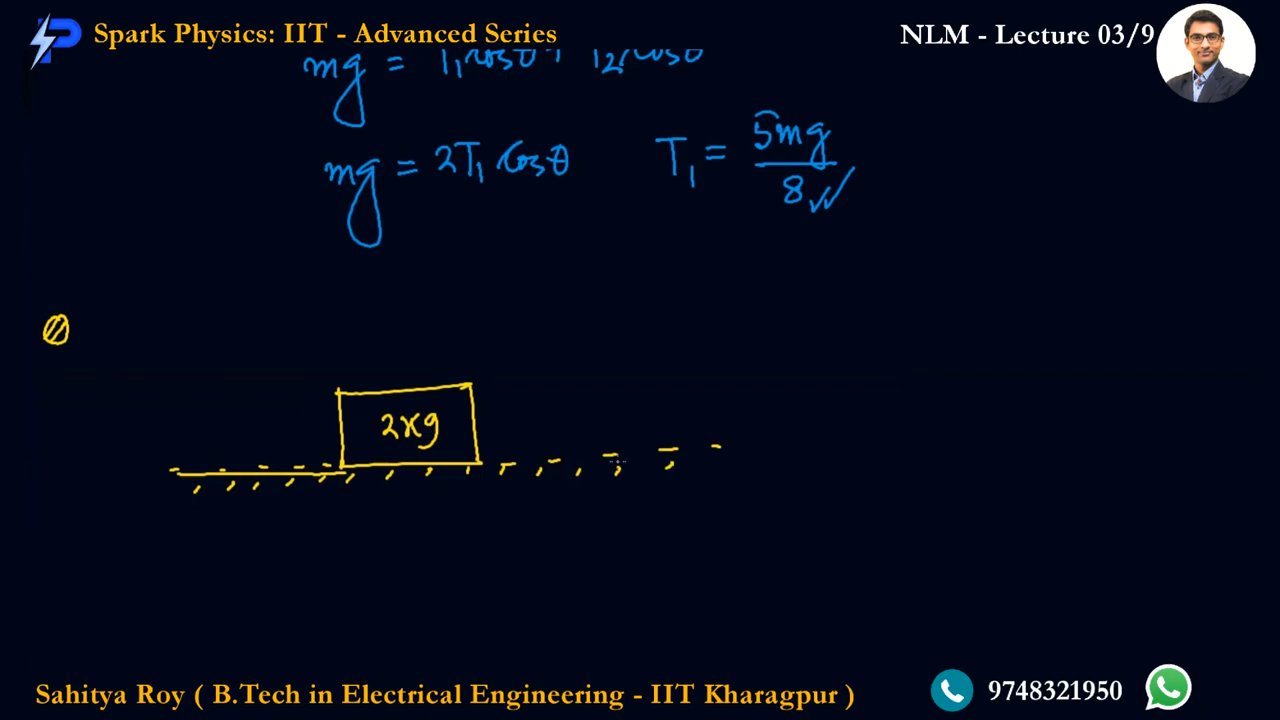 Spark Physics: IIT - Advanced Series
NLM - Lecture 03/9
mg =
mg = 2T₁ cosθ T₁ = 5mg/8
2kg
Sahitya Roy ( B.Tech in Electrical Engineering - IIT Kharagpur )
9748321950